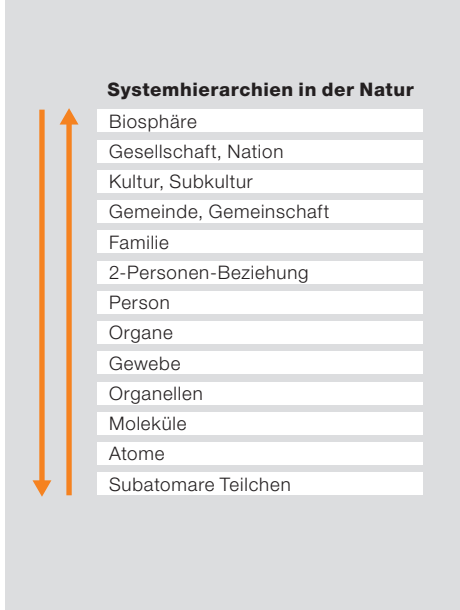 Systemhierarchien in der Natur
Biosphäre
Gesellschaft, Nation
Kultur, Subkultur
Gemeinde, Gemeinschaft
Familie
2-Personen-Beziehung
Person
Organe
Gewebe
Organellen
Moleküle
Atome
Subatomare Teilchen